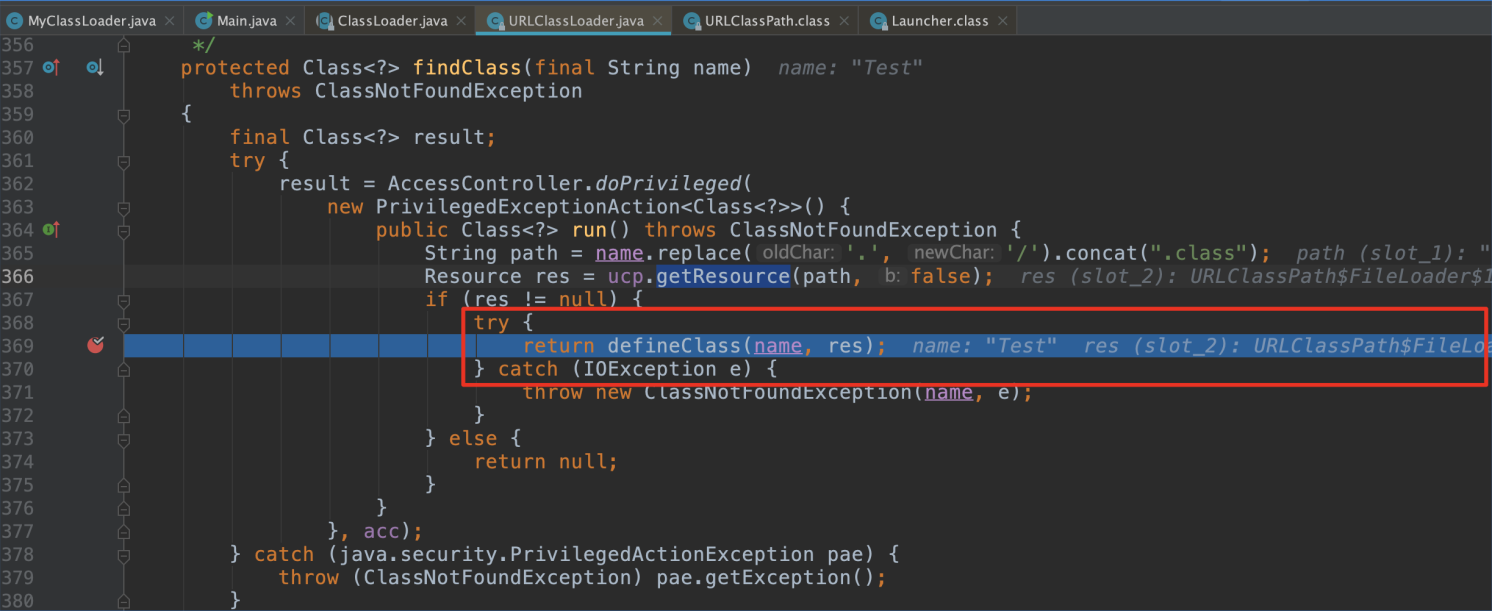 MyClassLoader.java Main.java ClassLoader.java URLClassLoader.java URLClassPath.class Launcher.class
356 */
357 protected Class<?> findClass(final String name) name: "Test"
358 throws ClassNotFoundException
359 {
360 final Class<?> result;
361 try {
362 result = AccessController.doPrivileged(
363 new PrivilegedExceptionAction<Class<?>>() {
364 public Class<?> run() throws ClassNotFoundException {
365 String path = name.replace( oldChar: '.', newChar: '/').concat(".class"); path (slot_1): "
366 Resource res = ucp.getResource(path, b: false); res (slot_2): URLClassPath$FileLoader$1
367 if (res != null) {
368 try {
369 return defineClass(name, res); name: "Test" res (slot_2): URLClassPath$FileLoa
370 } catch (IOException e) {
371 throw new ClassNotFoundException(name, e);
372 }
373 } else {
374 return null;
375 }
376 }
377 }, acc);
378 } catch (java.security.PrivilegedActionException pae) {
379 throw (ClassNotFoundException) pae.getException();
380 }